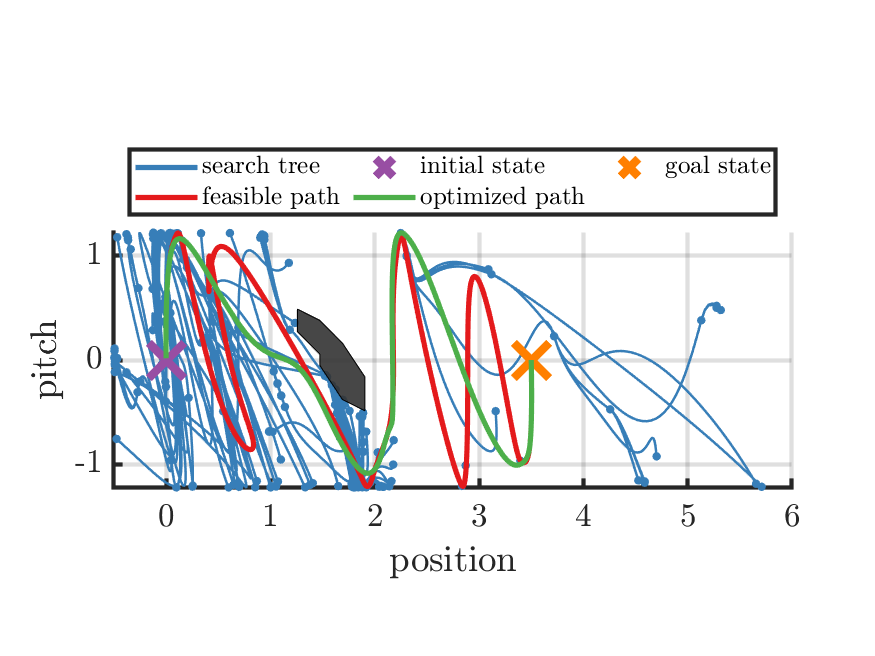 search tree initial state goal state
feasible path optimized path
1
0
-1
pitch
0 1 2 3 4 5 6
position